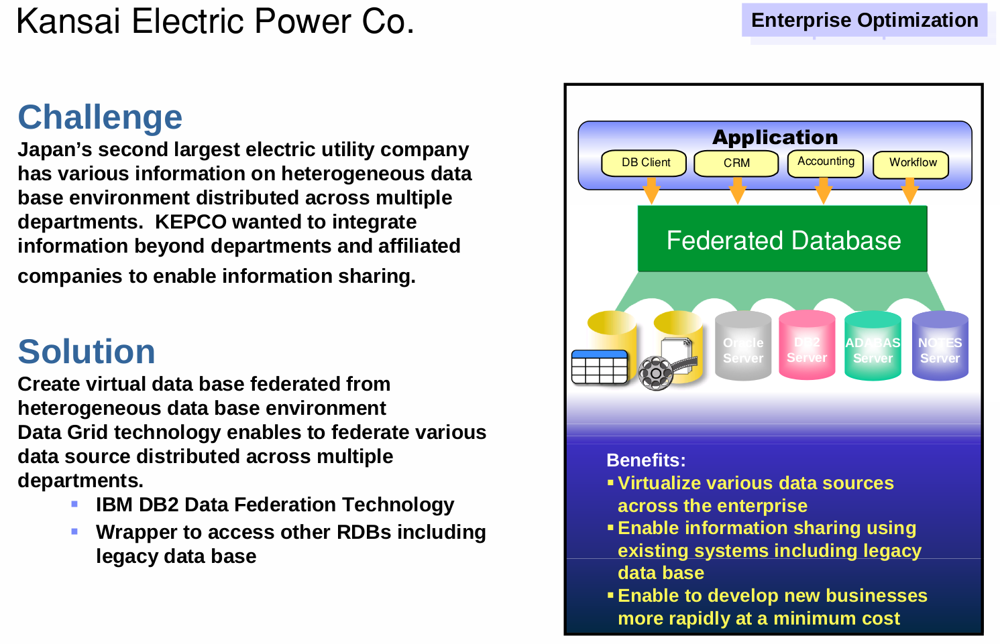 Kansai Electric Power Co.
Enterprise Optimization
Challenge
Japan’s second largest electric utility company
has various information on heterogeneous data
base environment distributed across multiple
departments.  KEPCO wanted to integrate
information beyond departments and affiliated
companies to enable information sharing.
Solution
Create virtual data base federated from
heterogeneous data base environment
Data Grid technology enables to federate various
data source distributed across multiple
departments.
▪ IBM DB2 Data Federation Technology
▪ Wrapper to access other RDBs including
legacy data base
Application
DB Client
CRM
Accounting
Workflow
Federated Database
Oracle
Server
DB2
Server
ADABAS
Server
NOTES
Server
Benefits:
▪ Virtualize various data sources
across the enterprise
▪ Enable information sharing using
existing systems including legacy
data base
▪ Enable to develop new businesses
more rapidly at a minimum cost